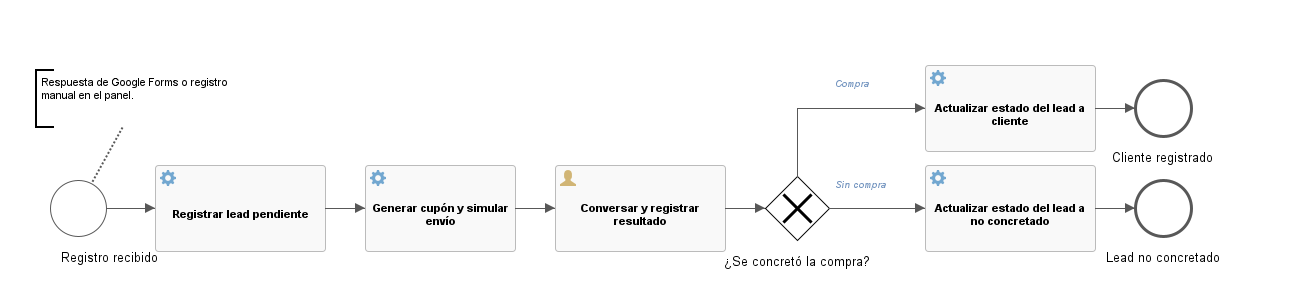 Respuesta de Google Forms o registro
manual en el panel.
Registro recibido
Registrar lead pendiente
Generar cupón y simular
envío
Conversar y registrar
resultado
¿Se concretó la compra?
Compra
Actualizar estado del lead a
cliente
Cliente registrado
Sin compra
Actualizar estado del lead a
no concretado
Lead no concretado